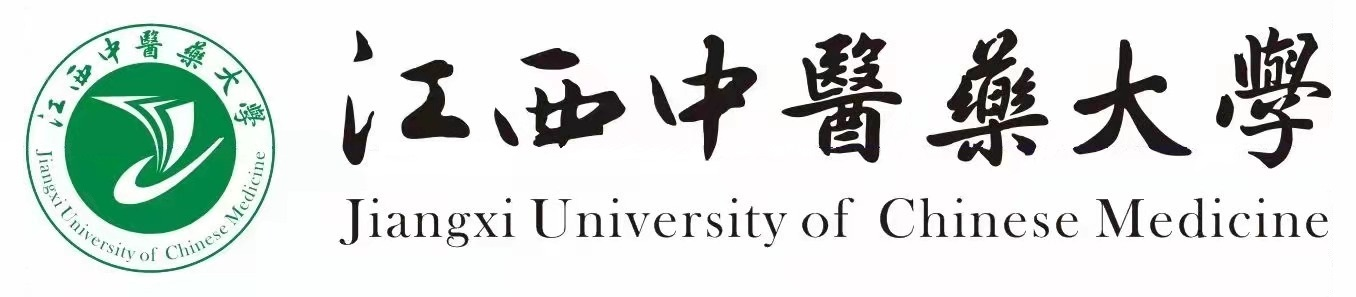 江西中醫藥大學
Jiangxi University of Chinese Medicine
江西中醫藥大學
Jiangxi University of Chinese Medicine